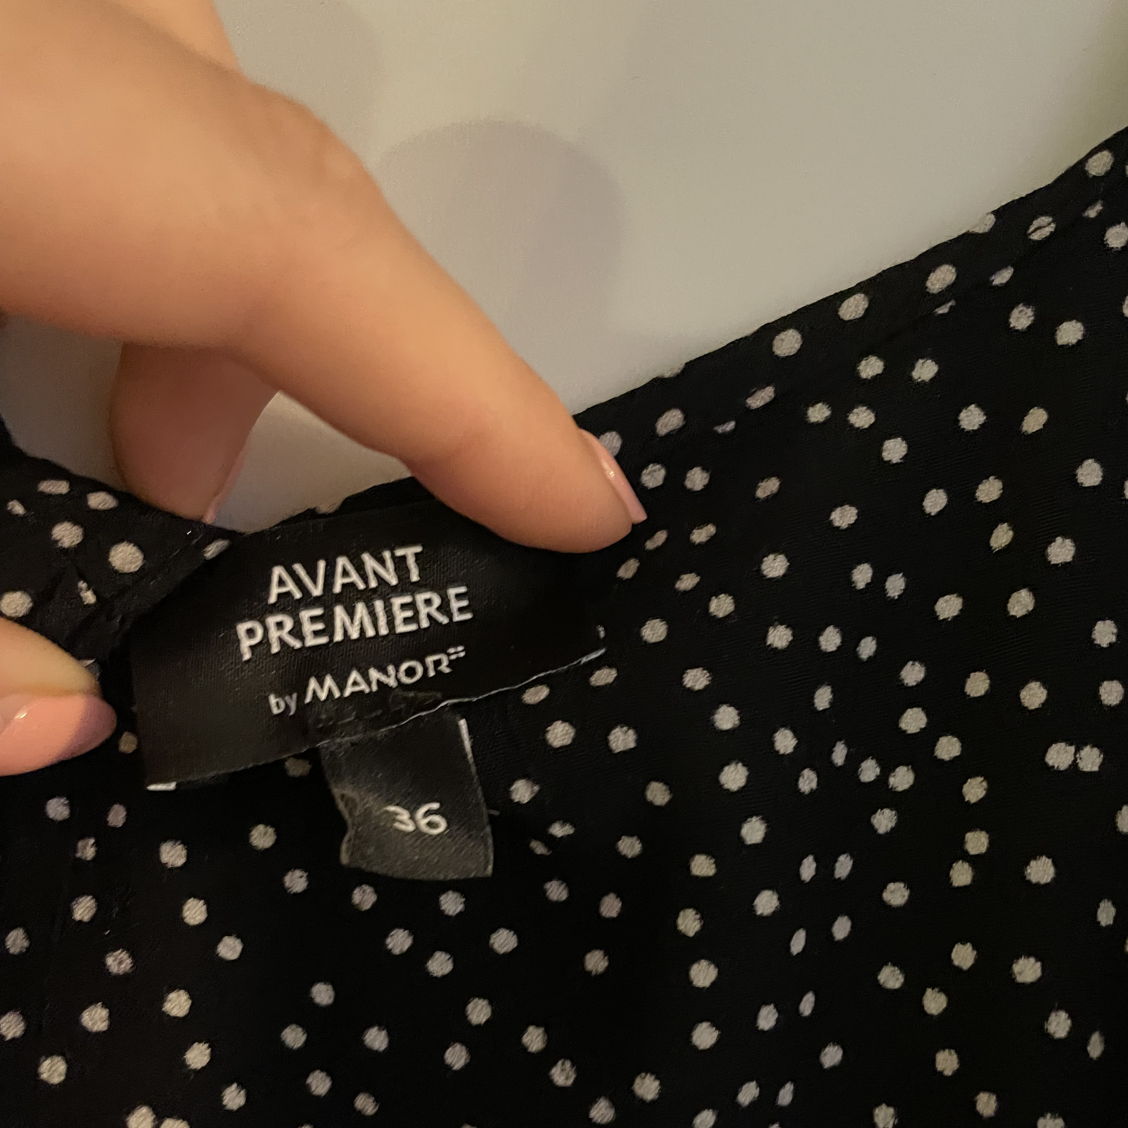 AVANT
PREMIERE
by MANOR
36